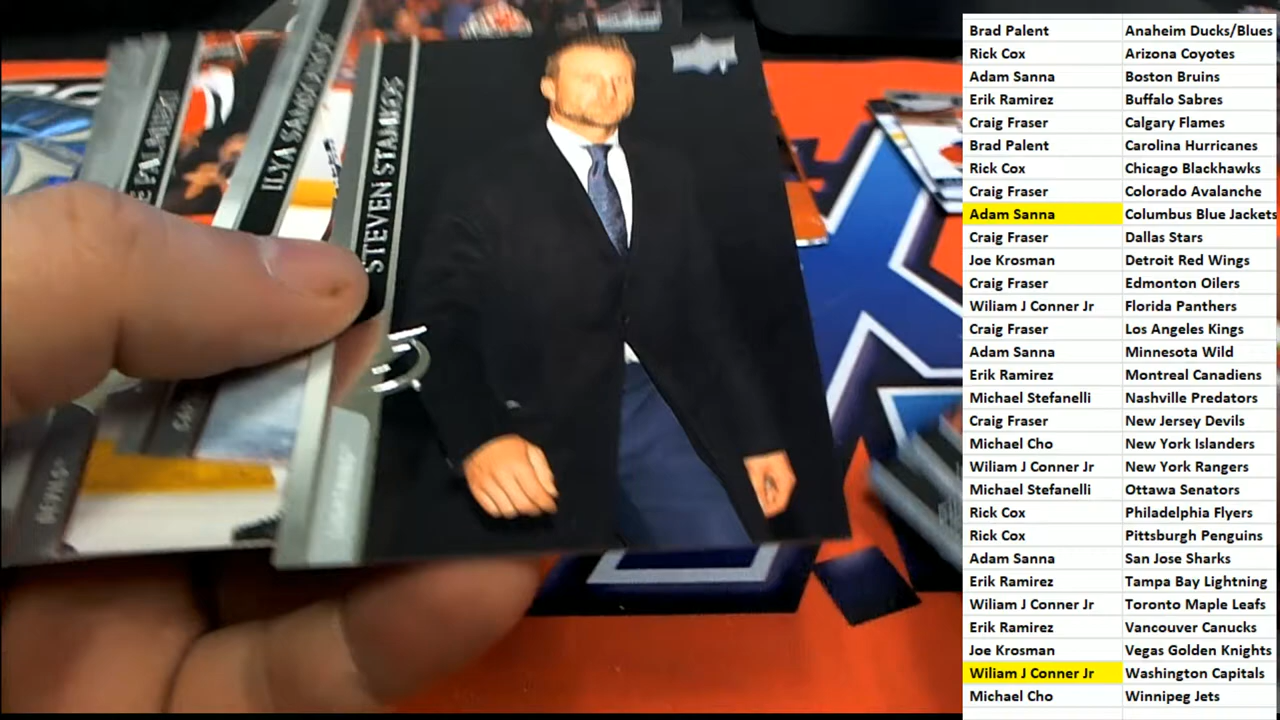 STEVEN STAMKOS
ILYA SAMSONOV
Brad Palent Anaheim Ducks/Blues
Rick Cox Arizona Coyotes
Adam Sanna Boston Bruins
Erik Ramirez Buffalo Sabres
Craig Fraser Calgary Flames
Brad Palent Carolina Hurricanes
Rick Cox Chicago Blackhawks
Craig Fraser Colorado Avalanche
Adam Sanna Columbus Blue Jackets
Craig Fraser Dallas Stars
Joe Krosman Detroit Red Wings
Craig Fraser Edmonton Oilers
Wiliam J Conner Jr Florida Panthers
Craig Fraser Los Angeles Kings
Adam Sanna Minnesota Wild
Erik Ramirez Montreal Canadiens
Michael Stefanelli Nashville Predators
Craig Fraser New Jersey Devils
Michael Cho New York Islanders
Wiliam J Conner Jr New York Rangers
Michael Stefanelli Ottawa Senators
Rick Cox Philadelphia Flyers
Rick Cox Pittsburgh Penguins
Adam Sanna San Jose Sharks
Erik Ramirez Tampa Bay Lightning
Wiliam J Conner Jr Toronto Maple Leafs
Erik Ramirez Vancouver Canucks
Joe Krosman Vegas Golden Knights
Wiliam J Conner Jr Washington Capitals
Michael Cho Winnipeg Jets